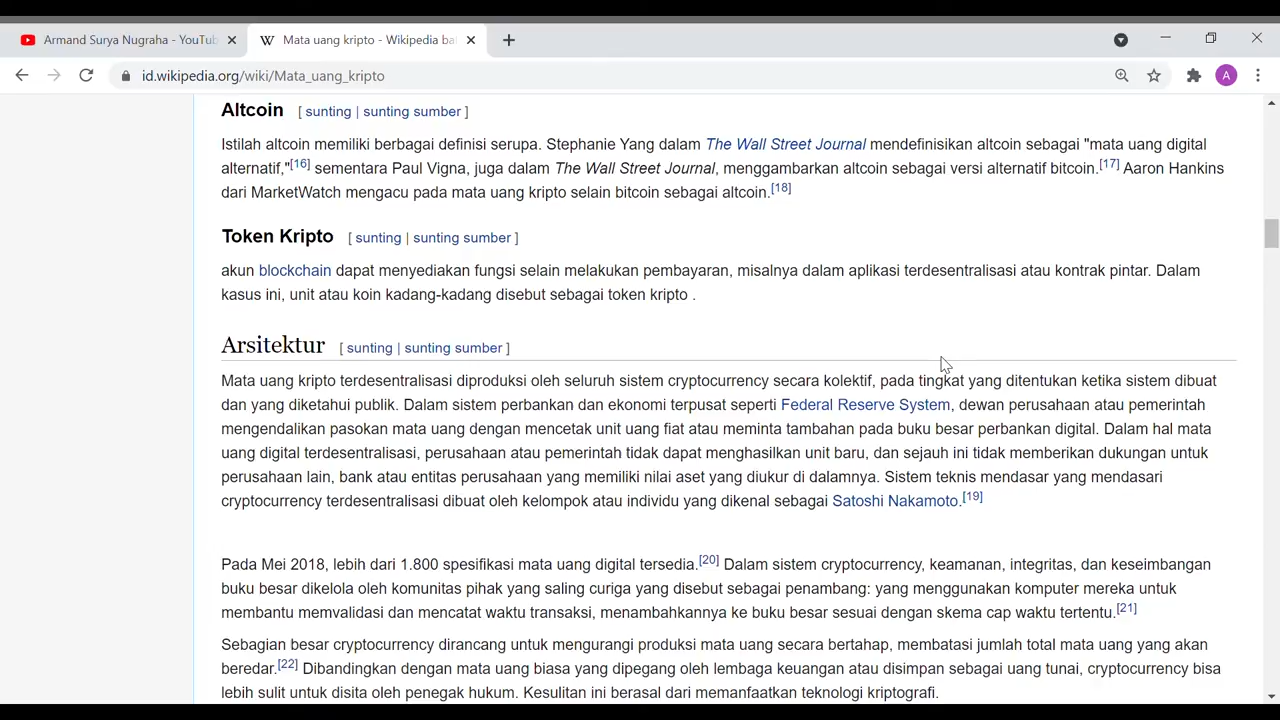 Armand Surya Nugraha - YouTub
Mata uang kripto - Wikipedia ba
id.wikipedia.org/wiki/Mata_uang_kripto
A
Altcoin [ sunting | sunting sumber ]
Istilah altcoin memiliki berbagai definisi serupa. Stephanie Yang dalam The Wall Street Journal mendefinisikan altcoin sebagai "mata uang digital
alternatif,"[16] sementara Paul Vigna, juga dalam The Wall Street Journal, menggambarkan altcoin sebagai versi alternatif bitcoin.[17] Aaron Hankins
dari MarketWatch mengacu pada mata uang kripto selain bitcoin sebagai altcoin.[18]
Token Kripto [ sunting | sunting sumber ]
akun blockchain dapat menyediakan fungsi selain melakukan pembayaran, misalnya dalam aplikasi terdesentralisasi atau kontrak pintar. Dalam
kasus ini, unit atau koin kadang-kadang disebut sebagai token kripto .
Arsitektur [ sunting | sunting sumber ]
Mata uang kripto terdesentralisasi diproduksi oleh seluruh sistem cryptocurrency secara kolektif, pada tingkat yang ditentukan ketika sistem dibuat
dan yang diketahui publik. Dalam sistem perbankan dan ekonomi terpusat seperti Federal Reserve System, dewan perusahaan atau pemerintah
mengendalikan pasokan mata uang dengan mencetak unit uang fiat atau meminta tambahan pada buku besar perbankan digital. Dalam hal mata
uang digital terdesentralisasi, perusahaan atau pemerintah tidak dapat menghasilkan unit baru, dan sejauh ini tidak memberikan dukungan untuk
perusahaan lain, bank atau entitas perusahaan yang memiliki nilai aset yang diukur di dalamnya. Sistem teknis mendasar yang mendasari
cryptocurrency terdesentralisasi dibuat oleh kelompok atau individu yang dikenal sebagai Satoshi Nakamoto.[19]
Pada Mei 2018, lebih dari 1.800 spesifikasi mata uang digital tersedia.[20] Dalam sistem cryptocurrency, keamanan, integritas, dan keseimbangan
buku besar dikelola oleh komunitas pihak yang saling curiga yang disebut sebagai penambang: yang menggunakan komputer mereka untuk
membantu memvalidasi dan mencatat waktu transaksi, menambahkannya ke buku besar sesuai dengan skema cap waktu tertentu.[21]
Sebagian besar cryptocurrency dirancang untuk mengurangi produksi mata uang secara bertahap, membatasi jumlah total mata uang yang akan
beredar.[22] Dibandingkan dengan mata uang biasa yang dipegang oleh lembaga keuangan atau disimpan sebagai uang tunai, cryptocurrency bisa
lebih sulit untuk disita oleh penegak hukum. Kesulitan ini berasal dari memanfaatkan teknologi kriptografi.